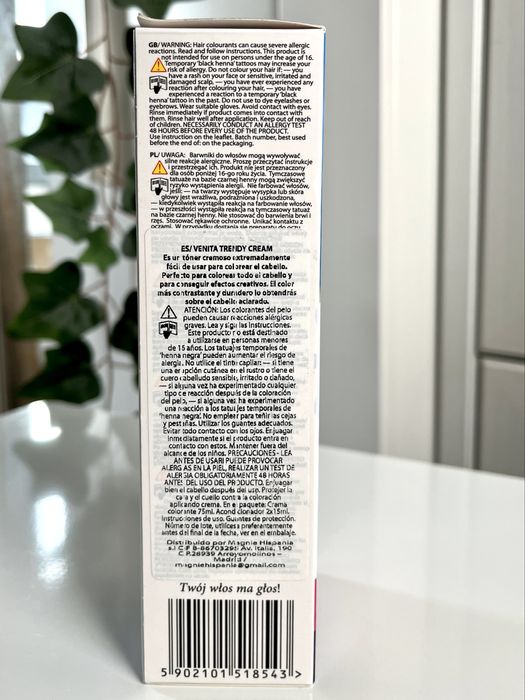 GB/ WARNING: Hair colourants can cause severe allergic
reactions. Read and follow instructions. This product is
not intended for use on persons under the age of 16.
Temporary 'black henna' tattoos may increase your
risk of allergy. Do not colour your hair if: — you
have a rash on your face or sensitive, irritated and
damaged scalp, — you have ever experienced any
reaction after colouring your hair, — you have
experienced a reaction to a temporary 'black
henna' tattoo in the past. Do not use to dye eyelashes or
eyebrows. Wear suitable gloves. Avoid contact with eyes.
Rinse immediately if product comes into contact with
them. Rinse hair well after application. Keep out of reach
of children. NECESSARILY CONDUCT AN ALLERGY TEST
48 HOURS BEFORE EVERY USE OF THE PRODUCT.
Use instruction on the leaflet. Batch number, best used
before the end of: on the packaging.
PL/ UWAGA: Barwniki do włosów mogą wywoływać
silne reakcje alergiczne. Proszę przeczytać instrukcje
i przestrzegać ich. Produkt nie jest przeznaczony
dla osób poniżej 16-go roku życia. Tymczasowe
tatuaże na bazie czarnej henny mogą zwiększyć
ryzyko wystąpienia alergii. Nie farbować włosów,
jeśli: — na twarzy występuje wysypka lub skóra
głowy jest wrażliwa, podrażniona i uszkodzona,
— kiedykolwiek wystąpiła reakcja na farbowanie włosów,
— w przeszłości wystąpiła reakcja na tymczasowy tatuaż
na bazie czarnej henny. Nie stosować do barwienia brwi i
rzęs. Stosować rękawice ochronne. Unikać kontaktu z
oczami. W przypadku dostania się preparatu do oczu
ES/ VENITA TRENDY CREAM
Es un tóner cremoso extremadamente
fácil de usar para colorear el cabello.
Perfecto para colorear todo el cabello y
para conseguir efectos creativos. El color
más contrastante y duradero lo obtendrás
sobre el cabello aclarado.
ATENCIÓN: Los colorantes del pelo
pueden causar reacciones alérgicas
graves. Lea y siga las instrucciones.
Este producto no está destinado
a utilizarse en personas menores
de 15 años. Los tatuajes temporales de
'henna negra' pueden aumentar el riesgo de
alergia. No utilice el tinte capilar: — si tiene
una erupción cutánea en el rostro o tiene el
cuero cabelludo sensible, irritado o dañado,
— si alguna vez ha experimentado cualquier
tipo de reacción después de la coloración
del pelo, — si alguna vez ha experimentado
una reacción a los tatuajes temporales de
'henna negra'. No emplear para teñir las cejas
y pestañas. Utilizar los guantes adecuados.
Evitar todo contacto con los ojos. Enjuagar
inmediatamente si el producto entra en
contacto con estos. Mantener fuera del
alcance de los niños. PRECAUCIONES - LEA
ANTES DE USAR! PUEDE PROVOCAR
ALERGIAS EN LA PIEL, REALIZAR UN TEST DE
ALERGIA OBLIGATORIAMENTE 48 HORAS
ANTES DEL USO DEL PRODUCTO. Enjuagar
bien el cabello después del uso. Proteger la
cara y el cuello contra la coloración
aplicando crema. En el paquete: Crema
colorante 75ml. Acondicionador 2x15ml.
Instrucciones de uso. Guantes de protección.
Número de lote, utilícese preferentemente
antes del final de la fecha, ver en el embalaje.
Distribuido por Magnie Hispania
s.l CIF B-86703295 Av. Italia, 190
C.P.28939 Arroyomolinos –
Madrid /
magniehispania@gmail.com
Twój włos ma głos!
5 902101 518543 >